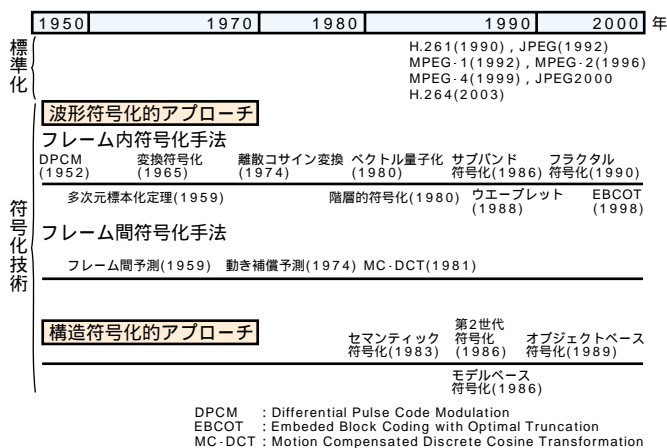 1950 1970 1980 1990 2000 年
標準化
H.261(1990) , JPEG(1992)
MPEG-1(1992) , MPEG-2(1996)
MPEG-4(1999) , JPEG2000
H.264(2003)
符号化技術
波形符号化的アプローチ
フレーム内符号化手法
DPCM 変換符号化 離散コサイン変換 ベクトル量子化 サブバンド フラクタル
(1952) (1965) (1974) (1980) 符号化(1986) 符号化(1990)
多次元標本化定理(1959) 階層的符号化(1980) ウエーブレット EBCOT
(1988) (1998)
フレーム間符号化手法
フレーム間予測(1959) 動き補償予測(1974) MC-DCT(1981)
構造符号化的アプローチ
セマンティック 第2世代 オブジェクトベース
符号化(1983) 符号化 符号化(1989)
(1986)
モデルベース
符号化(1986)
DPCM : Differential Pulse Code Modulation
EBCOT : Embeded Block Coding with Optimal Truncation
MC-DCT : Motion Compensated Discrete Cosine Transformation